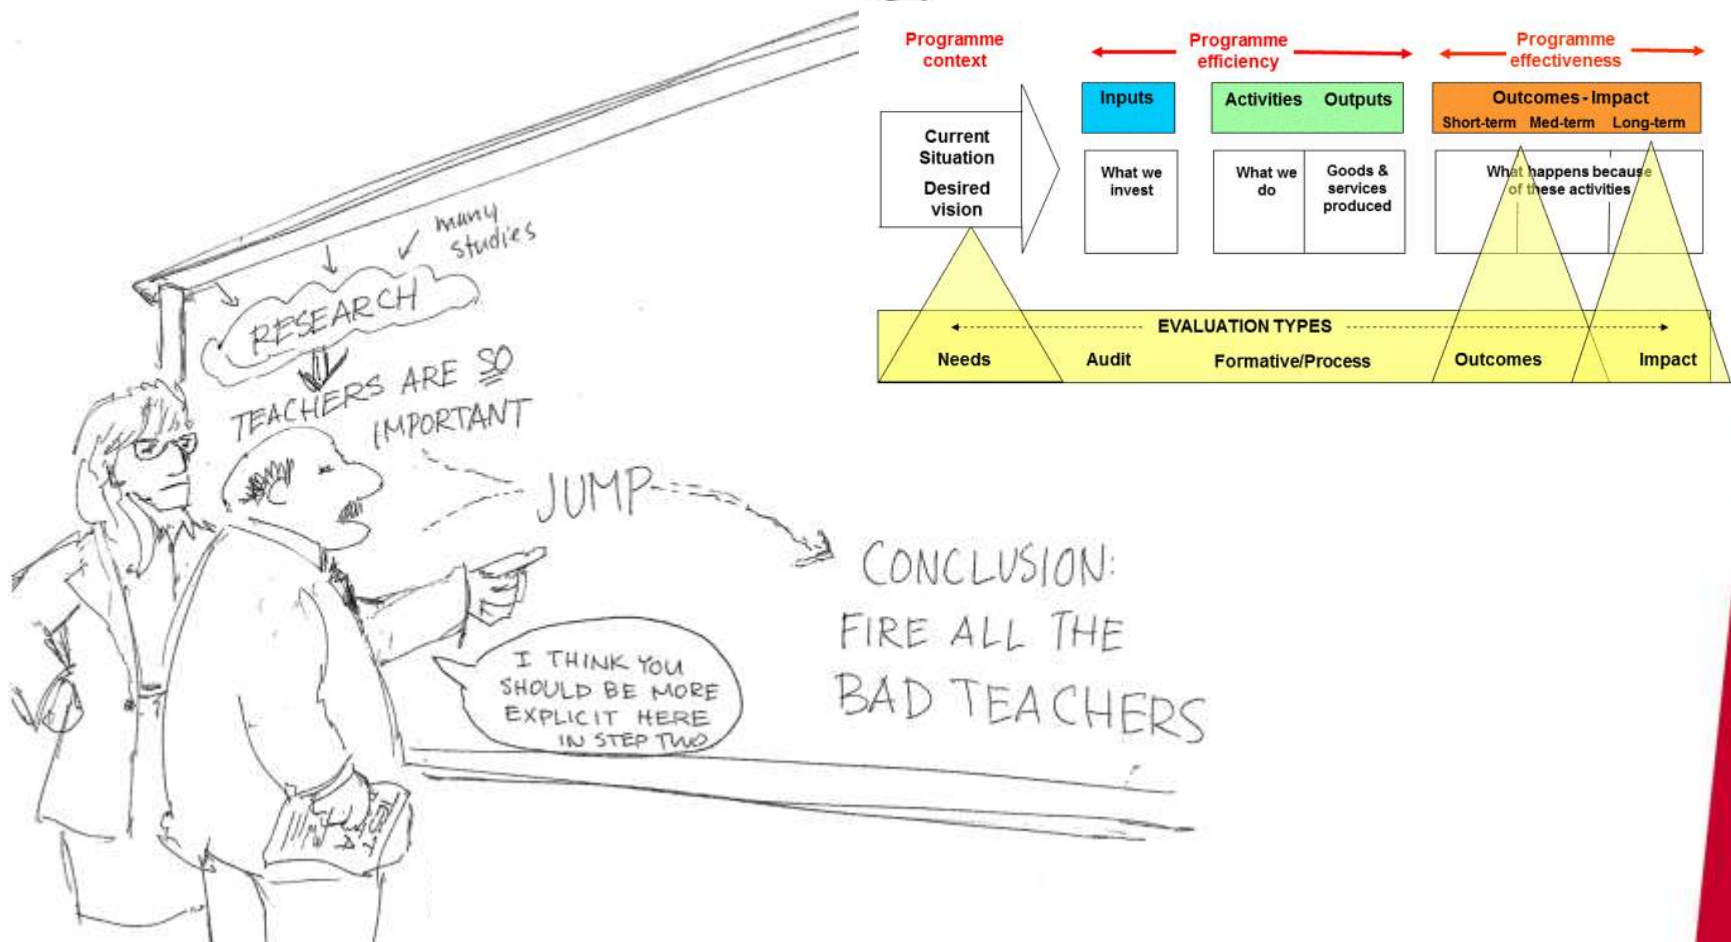 many
studies
RESEARCH
TEACHERS ARE SO
IMPORTANT
JUMP
CONCLUSION:
FIRE ALL THE
BAD TEACHERS
I THINK YOU
SHOULD BE MORE
EXPLICIT HERE
IN STEP TWO
Programme
context
Programme
efficiency
Programme
effectiveness
Inputs
Activities Outputs
Outcomes - Impact
Short-term Med-term Long-term
Current
Situation
Desired
vision
What we
invest
What we
do
Goods &
services
produced
What happens because
of these activities
EVALUATION TYPES
Needs Audit Formative/Process Outcomes Impact